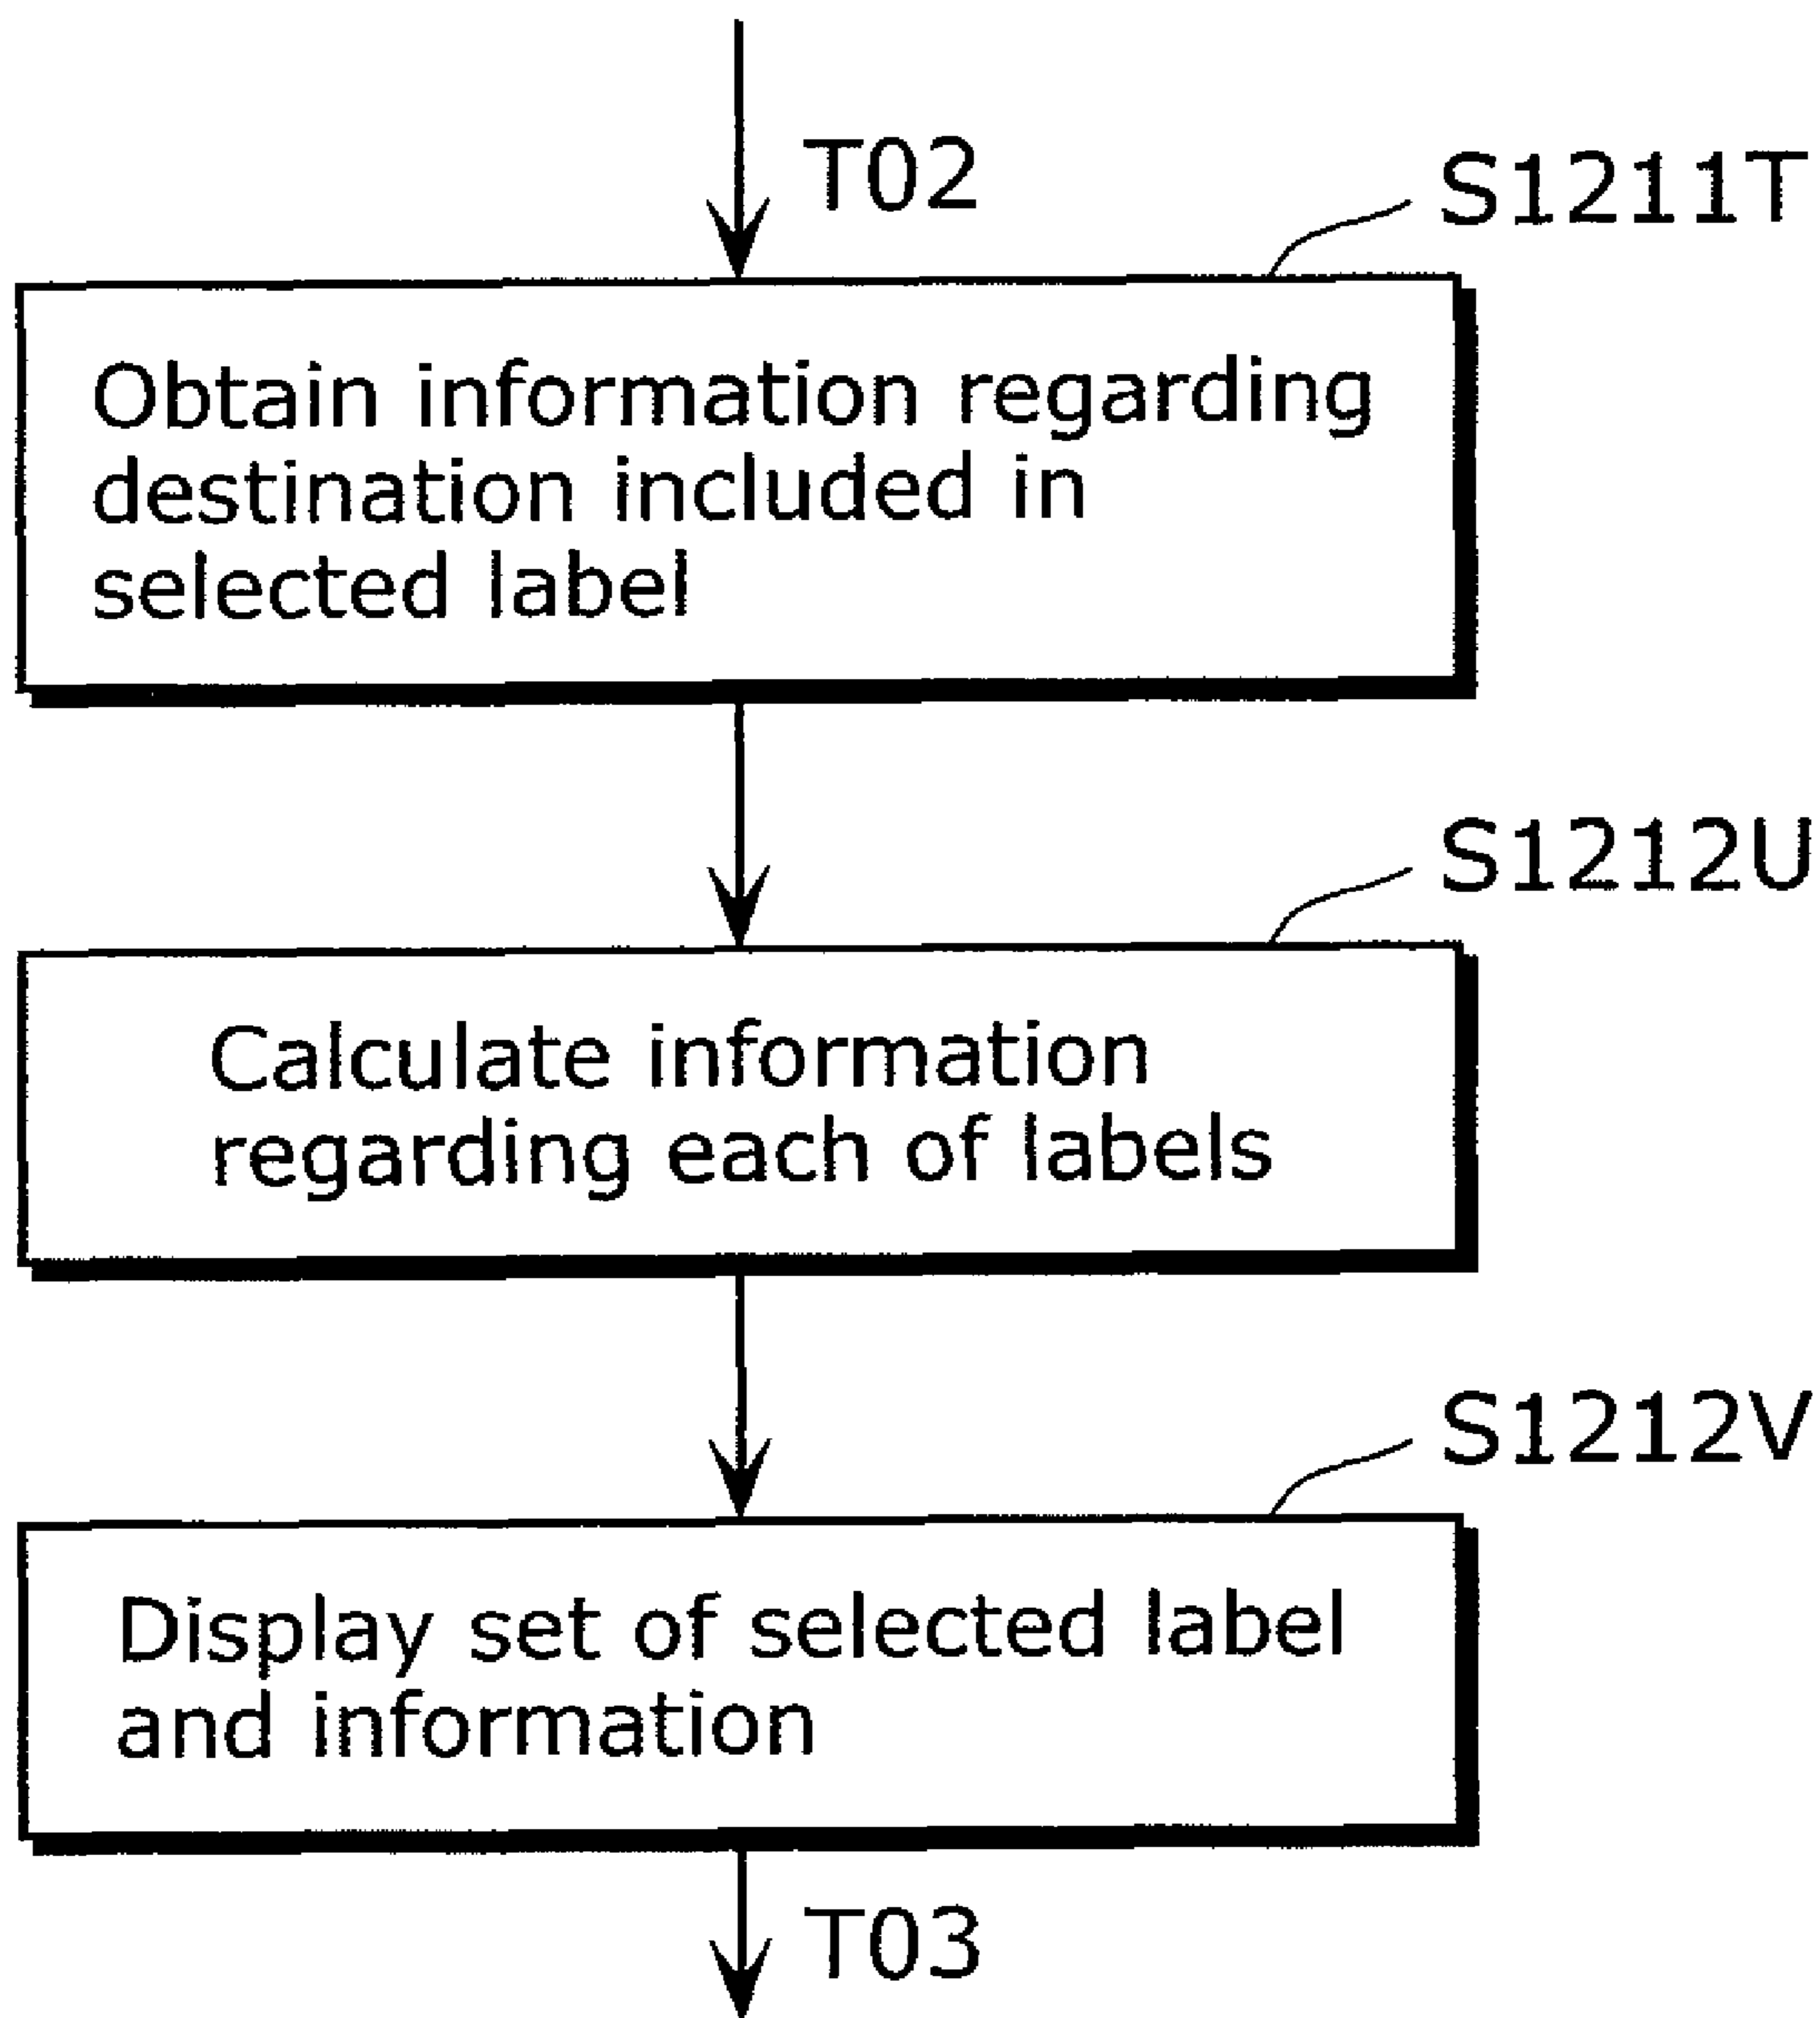 T02
S1211T
Obtain information regarding
destination included in
selected label
S1212U
Calculate information
regarding each of labels
S1212V
Display set of selected label
and information
T03